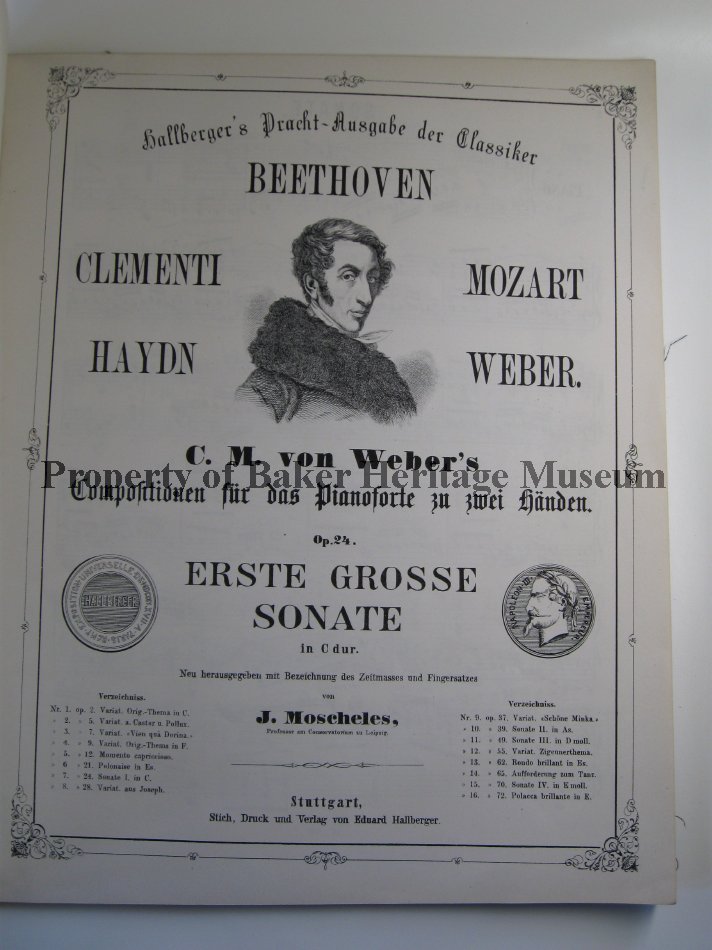 Hallberger's Pracht-Ausgabe der Classiker
BEETHOVEN
CLEMENTI
MOZART
HAYDN
WEBER.
C. M. von Weber's
Property of Baker Heritage Museum
Compositionen für das Pianoforte zu zwei Händen.
Op. 24.
ERSTE GROSSE
SONATE
in C dur.
HALLBERGER
NAPOLEON III EMPEREUR
Neu herausgegeben mit Bezeichnung des Zeitmasses und Fingersatzes
von
J. Moscheles,
Professor am Conservatorium zu Leipzig.
Verzeichniss.
Nr. 1. op. 2. Variat. Orig.-Thema in C.
» 2. » 5. Variat. a. Castor u. Pollux.
» 3. » 7. Variat. «Vien quà Dorina.»
» 4. » 9. Variat. Orig.-Thema in F.
» 5. » 12. Momento capriccioso.
» 6 » 21. Polonaise in Es.
» 7. » 24. Sonate I. in C.
» 8. » 28. Variat. aus Joseph.
Verzeichniss.
Nr. 9. op. 37. Variat. «Schöne Minka.»
» 10. » 39. Sonate II. in As.
» 11. » 49. Sonate III. in D moll.
» 12. » 55. Variat. Zigeunerthema.
» 13. » 62. Rondo brillant in Es.
» 14. » 65. Aufforderung zum Tanz.
» 15. » 70. Sonate IV. in E moll.
» 16. » 72. Polacca brillante in E.
Stuttgart,
Stich, Druck und Verlag von Eduard Hallberger.